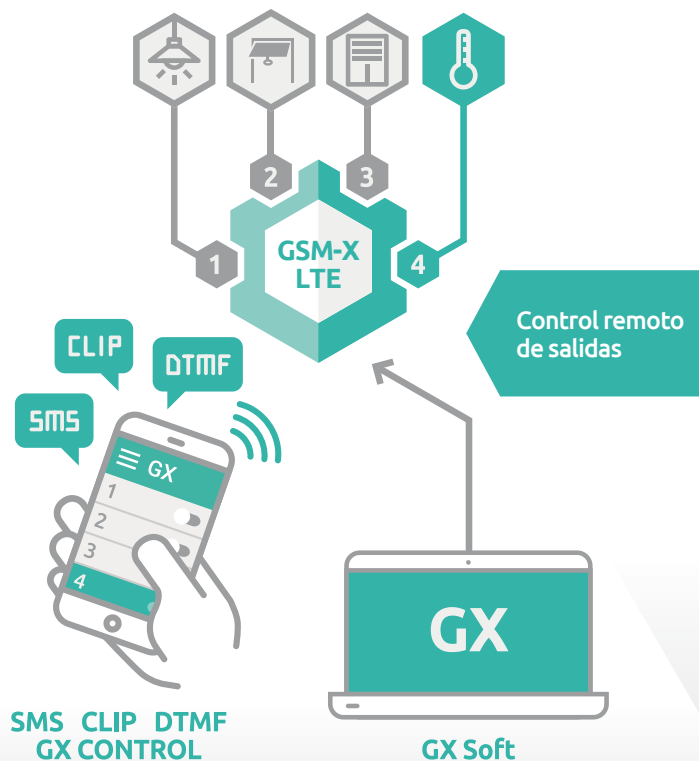 2
3
GSM-X
LTE
1
4
Control remoto
de salidas
CLIP
DTMF
SMS
GX
1
2
3
4
GX
SMS CLIP DTMF
GX CONTROL
GX Soft